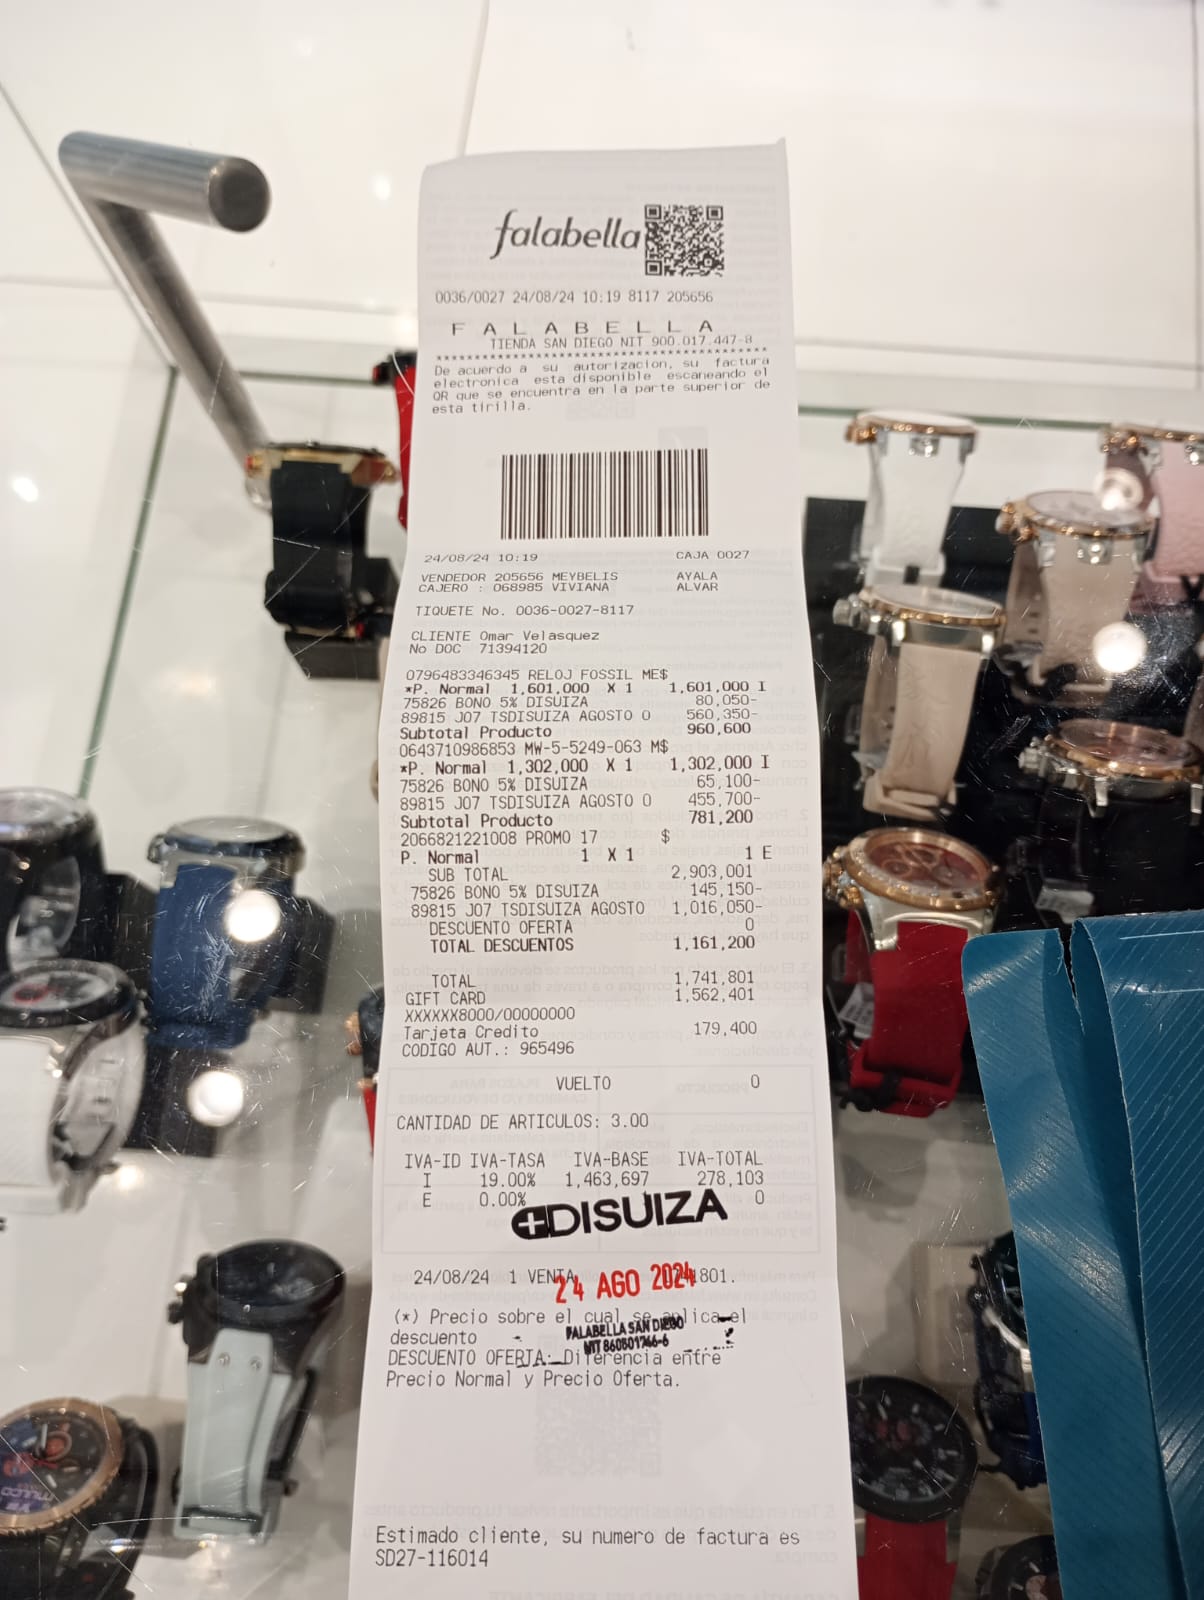 falabella
0036/0027 24/08/24 10:19 8117 205656
F A L A B E L L A
TIENDA SAN DIEGO NIT 900.017.447-8
************************************************
De acuerdo a su autorizacion, su factura
electronica esta disponible escaneando el
QR que se encuentra en la parte superior de
esta tirilla.
24/08/24 10:19 CAJA 0027
VENDEDOR 205656 MEYBELIS AYALA
CAJERO : 068985 VIVIANA ALVAR
TIQUETE No. 0036-0027-8117
CLIENTE Omar Velasquez
No DOC 71394120
0796483346345 RELOJ FOSSIL ME$
*P. Normal 1,601,000 X 1 1,601,000 I
75826 BONO 5% DISUIZA 80,050-
89815 J07 TSDISUIZA AGOSTO O 560,350-
Subtotal Producto 960,600
0643710986853 MW-5-5249-063 M$
*P. Normal 1,302,000 X 1 1,302,000 I
75826 BONO 5% DISUIZA 65,100-
89815 J07 TSDISUIZA AGOSTO O 455,700-
Subtotal Producto 781,200
2066821221008 PROMO 17 $
P. Normal 1 X 1 1 E
SUB TOTAL 2,903,001
75826 BONO 5% DISUIZA 145,150-
89815 J07 TSDISUIZA AGOSTO 1,016,050-
DESCUENTO OFERTA 0
TOTAL DESCUENTOS 1,161,200
TOTAL 1,741,801
GIFT CARD 1,562,401
XXXXXX8000/00000000
Tarjeta Credito 179,400
CODIGO AUT.: 965496
VUELTO 0
CANTIDAD DE ARTICULOS: 3.00
IVA-ID IVA-TASA IVA-BASE IVA-TOTAL
I 19.00% 1,463,697 278,103
E 0.00% 0
DISUIZA
24/08/24 1 VENTA 801.
24 AGO 2024
(*) Precio sobre el cual se aplica el
descuento
FALABELLA SAN DIEGO
NIT 860501766-6
DESCUENTO OFERTA: Diferencia entre
Precio Normal y Precio Oferta.
Estimado cliente, su numero de factura es
SD27-116014